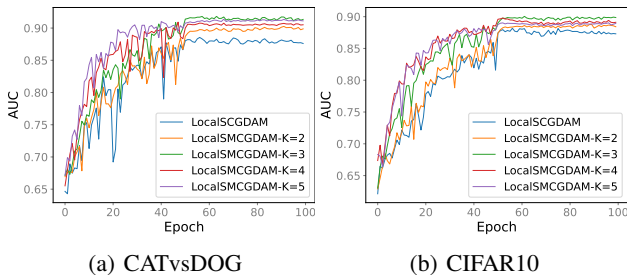 0.90
0.85
0.80
0.75
0.70
0.65
AUC
0 20 40 60 80 100
Epoch
LocalSCGDAM
LocalSMCGDAM-K=2
LocalSMCGDAM-K=3
LocalSMCGDAM-K=4
LocalSMCGDAM-K=5
(a) CATvsDOG
0.90
0.85
0.80
0.75
0.70
0.65
AUC
0 20 40 60 80 100
Epoch
LocalSCGDAM
LocalSMCGDAM-K=2
LocalSMCGDAM-K=3
LocalSMCGDAM-K=4
LocalSMCGDAM-K=5
(b) CIFAR10